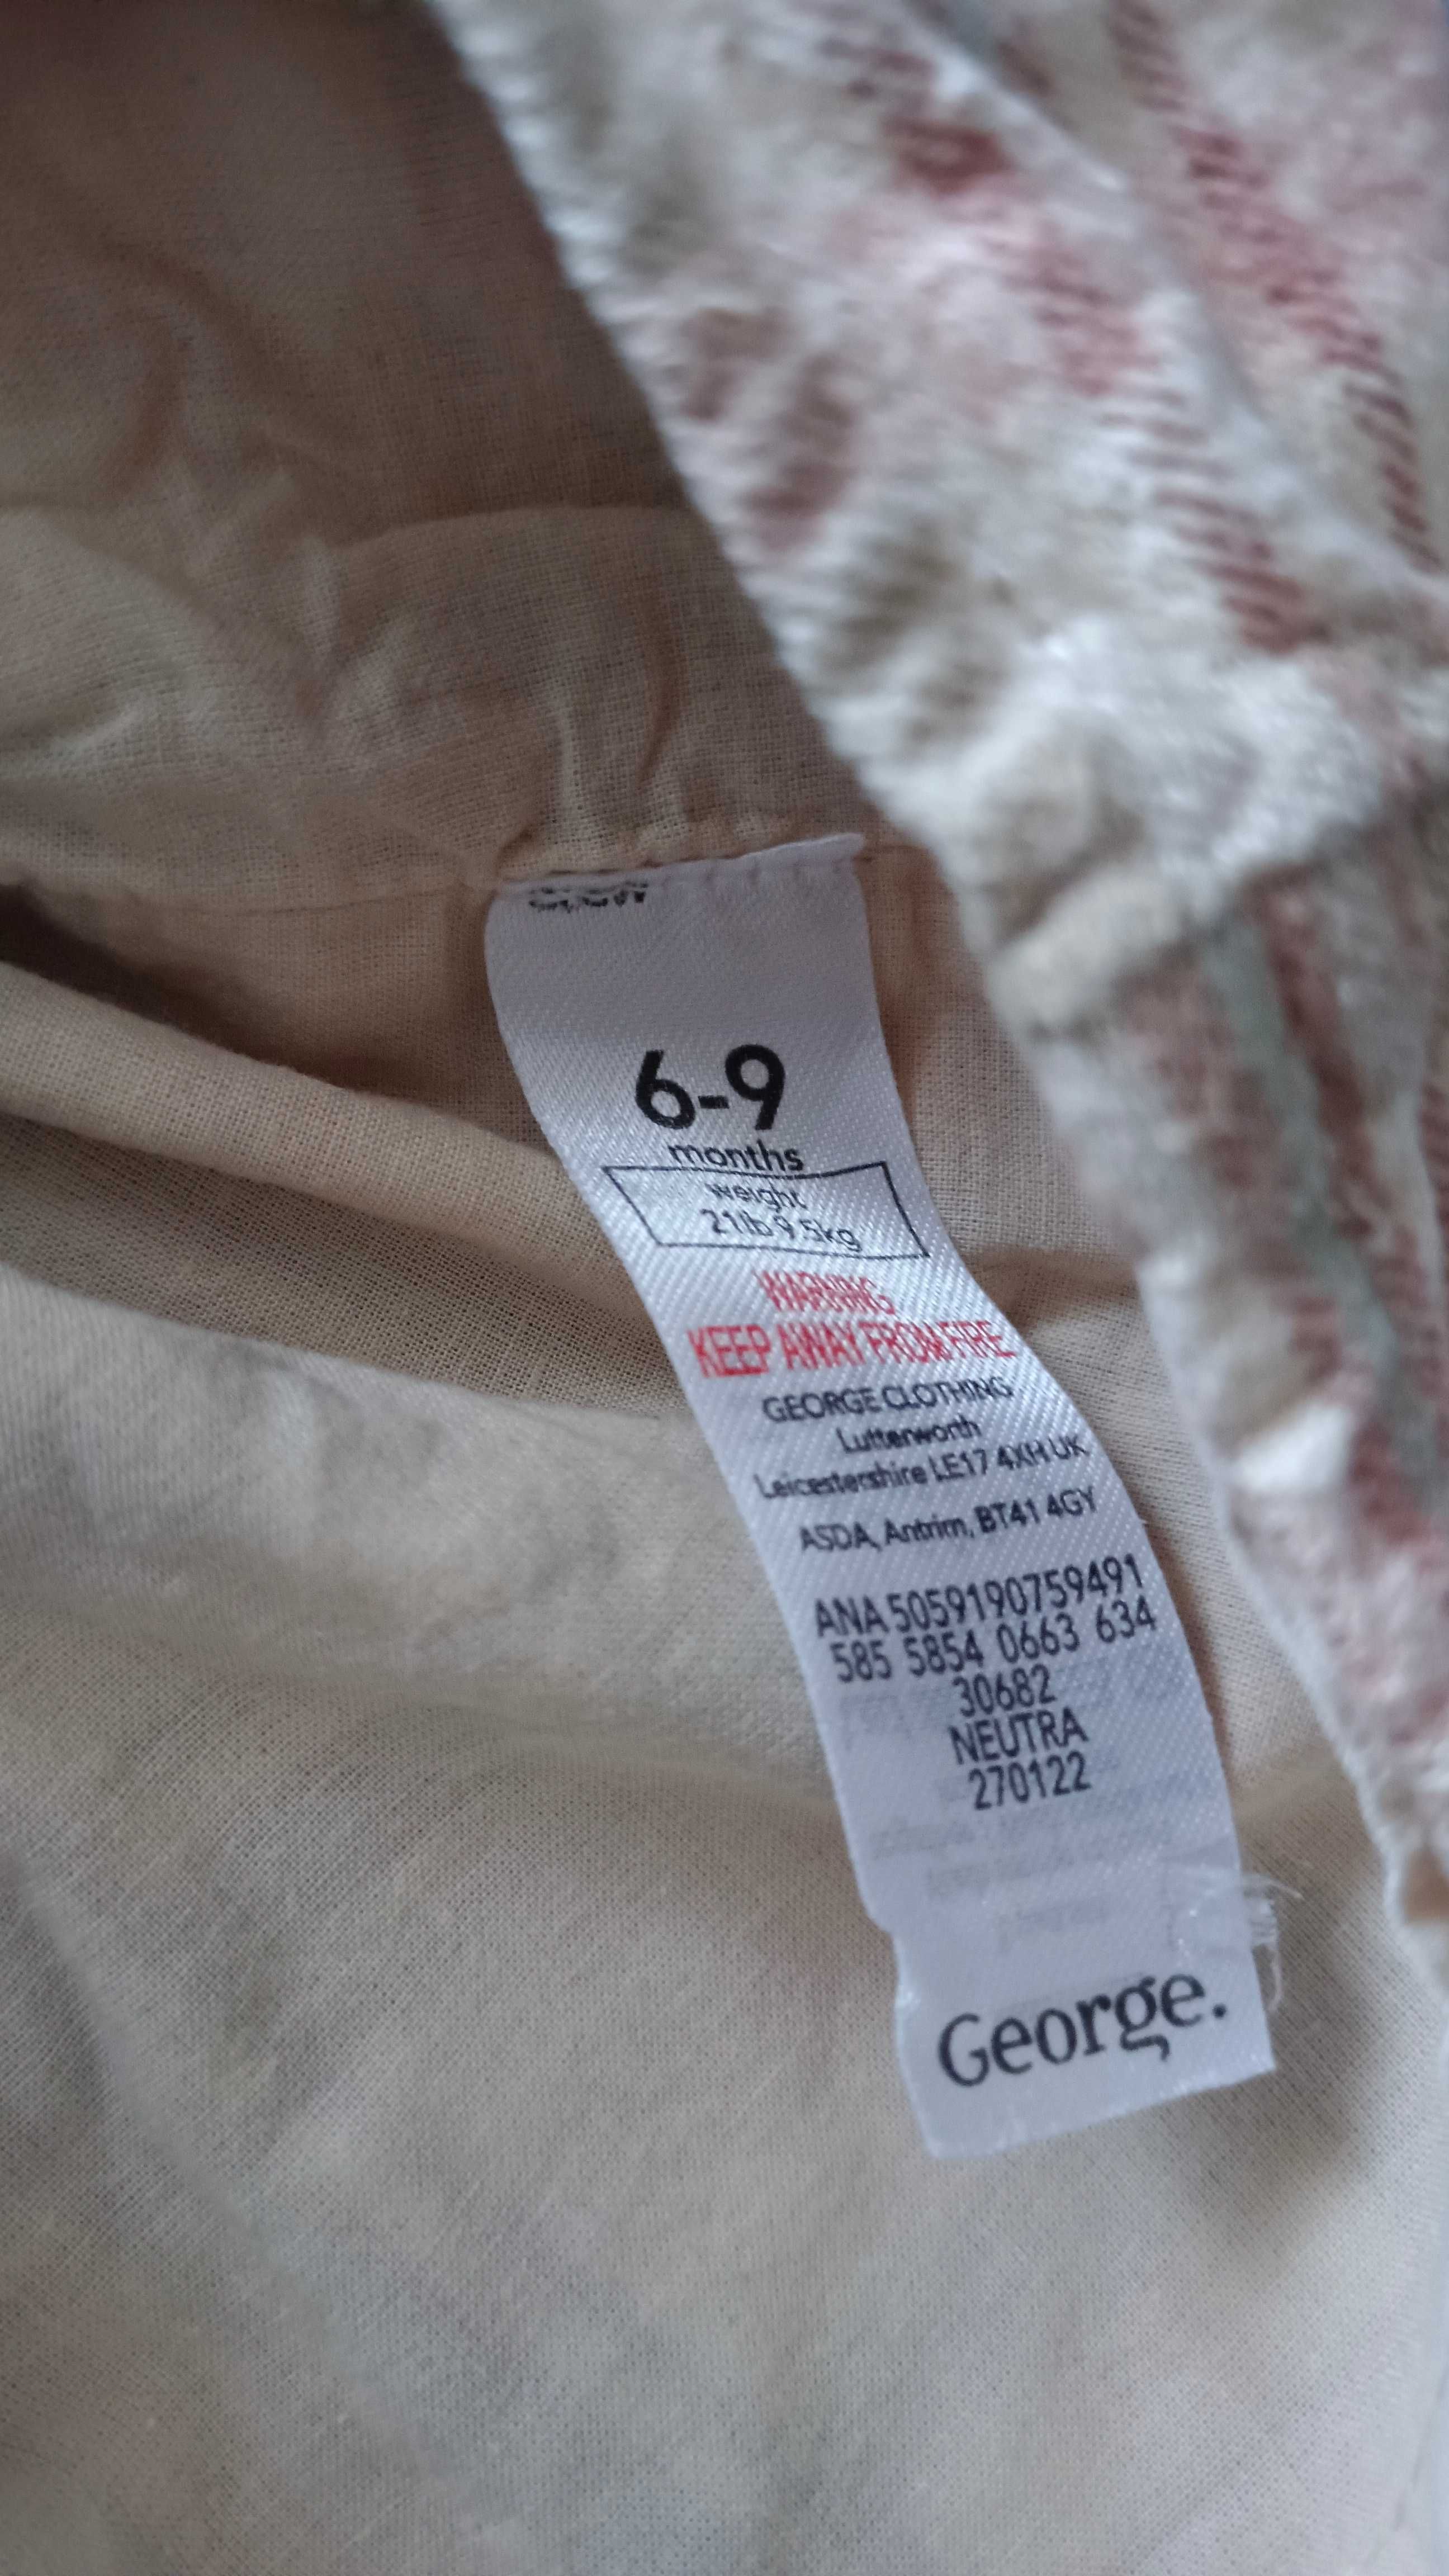 6-9
months
weight
21lb 9.5kg
WARNING
KEEP AWAY FROM FIRE
GEORGE CLOTHING
Lutterworth
Leicestershire LE17 4XH UK
ASDA, Antrim, BT41 4GY
ANA 5059190759491
585 5854 0663 634
30682
NEUTRA
270122
George.